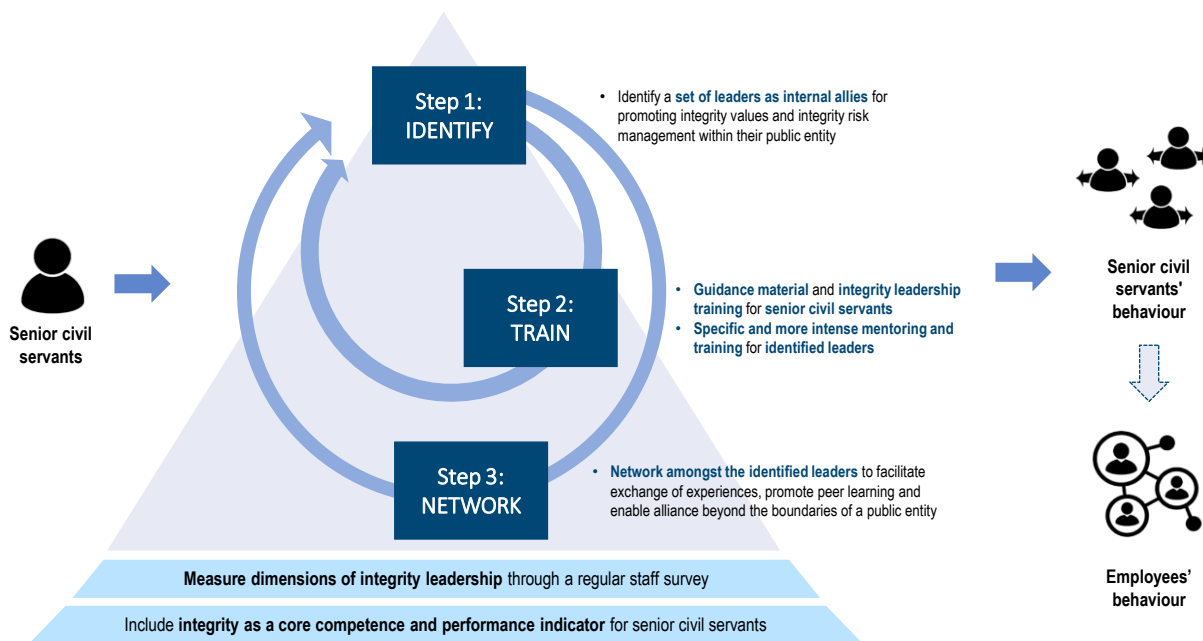 Step 1:
IDENTIFY
• Identify a set of leaders as internal allies for
promoting integrity values and integrity risk
management within their public entity
Senior civil
servants
Step 2:
TRAIN
• Guidance material and integrity leadership
training for senior civil servants
• Specific and more intense mentoring and
training for identified leaders
Senior civil
servants'
behaviour
Step 3:
NETWORK
• Network amongst the identified leaders to facilitate
exchange of experiences, promote peer learning and
enable alliance beyond the boundaries of a public entity
Employees'
behaviour
Measure dimensions of integrity leadership through a regular staff survey
Include integrity as a core competence and performance indicator for senior civil servants